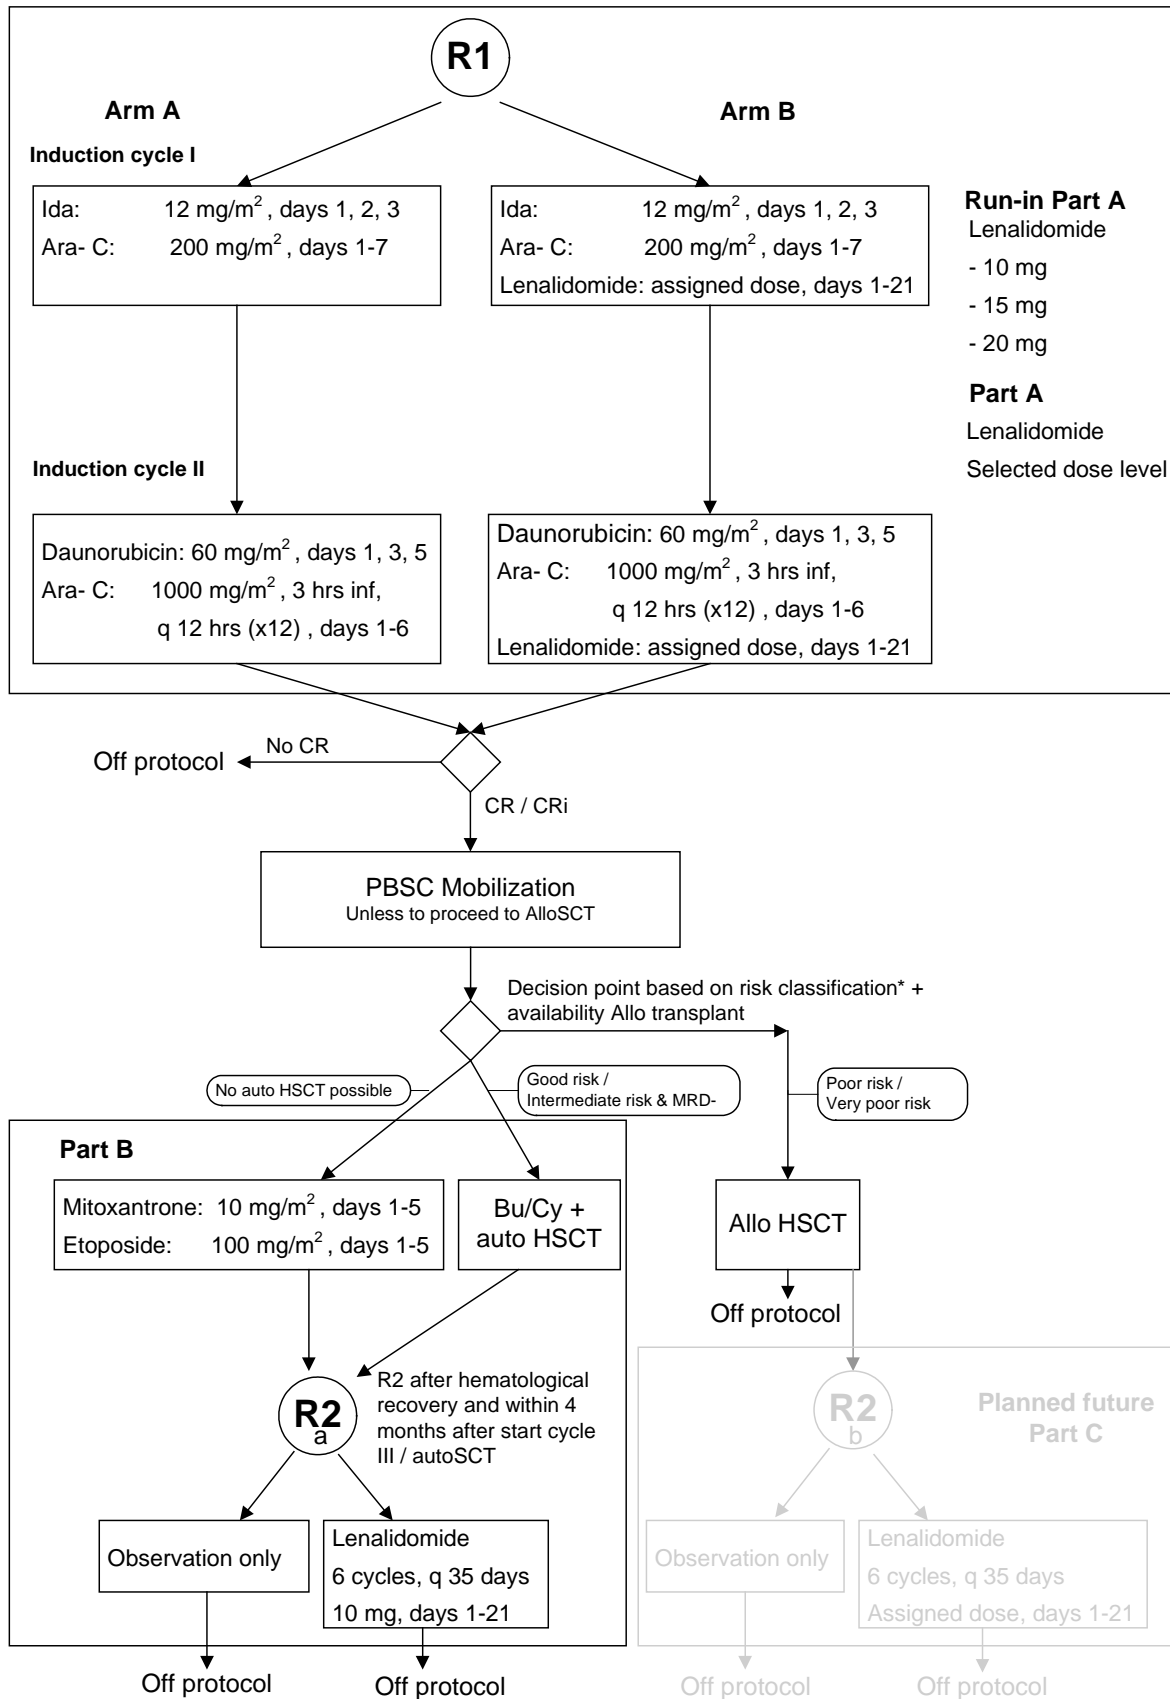 R1
Arm A
Arm B
Induction cycle I
Ida: 12 mg/m², days 1, 2, 3
Ara- C: 200 mg/m², days 1-7
Ida: 12 mg/m², days 1, 2, 3
Ara- C: 200 mg/m², days 1-7
Lenalidomide: assigned dose, days 1-21
Run-in Part A
Lenalidomide
- 10 mg
- 15 mg
- 20 mg
Part A
Lenalidomide
Selected dose level
Induction cycle II
Daunorubicin: 60 mg/m², days 1, 3, 5
Ara- C: 1000 mg/m², 3 hrs inf,
q 12 hrs (x12) , days 1-6
Daunorubicin: 60 mg/m², days 1, 3, 5
Ara- C: 1000 mg/m², 3 hrs inf,
q 12 hrs (x12) , days 1-6
Lenalidomide: assigned dose, days 1-21
Off protocol
No CR
CR / CRi
PBSC Mobilization
Unless to proceed to AlloSCT
Decision point based on risk classification* +
availability Allo transplant
No auto HSCT possible
Good risk /
Intermediate risk & MRD-
Poor risk /
Very poor risk
Part B
Mitoxantrone: 10 mg/m², days 1-5
Etoposide: 100 mg/m², days 1-5
Bu/Cy +
auto HSCT
Allo HSCT
Off protocol
R2
a
R2 after hematological
recovery and within 4
months after start cycle
III / autoSCT
R2
b
Planned future
Part C
Observation only
Lenalidomide
6 cycles, q 35 days
10 mg, days 1-21
Observation only
Lenalidomide
6 cycles, q 35 days
Assigned dose, days 1-21
Off protocol
Off protocol
Off protocol
Off protocol